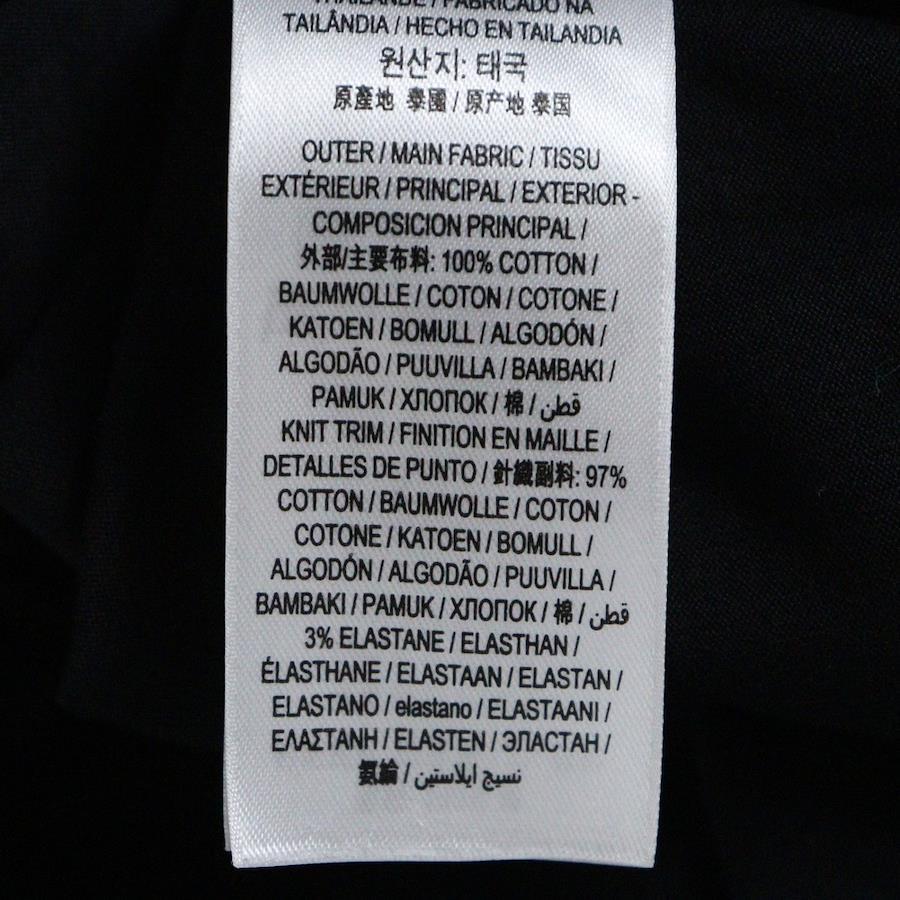 THAÏLANDE / FABRICADO NA
TAILÂNDIA / HECHO EN TAILANDIA
원산지: 태국
原產地 泰國 / 原产地 泰国
OUTER / MAIN FABRIC / TISSU
EXTÉRIEUR / PRINCIPAL / EXTERIOR -
COMPOSICION PRINCIPAL /
外部/主要布料: 100% COTTON /
BAUMWOLLE / COTON / COTONE /
KATOEN / BOMULL / ALGODÓN /
ALGODÃO / PUUVILLA / BAMBAKI /
PAMUK / ХЛОПОК / 棉 / قطن
KNIT TRIM / FINITION EN MAILLE /
DETALLES DE PUNTO / 針織副料: 97%
COTTON / BAUMWOLLE / COTON /
COTONE / KATOEN / BOMULL /
ALGODÓN / ALGODÃO / PUUVILLA /
BAMBAKI / PAMUK / ХЛОПОК / 棉 / قطن
3% ELASTANE / ELASTHAN /
ÉLASTHANE / ELASTAAN / ELASTAN /
ELASTANO / elastano / ELASTAANI /
ΕΛΑΣΤΑΝΗ / ELASTEN / ЭЛАСТАН /
氨綸 / نسيج ايلاستين